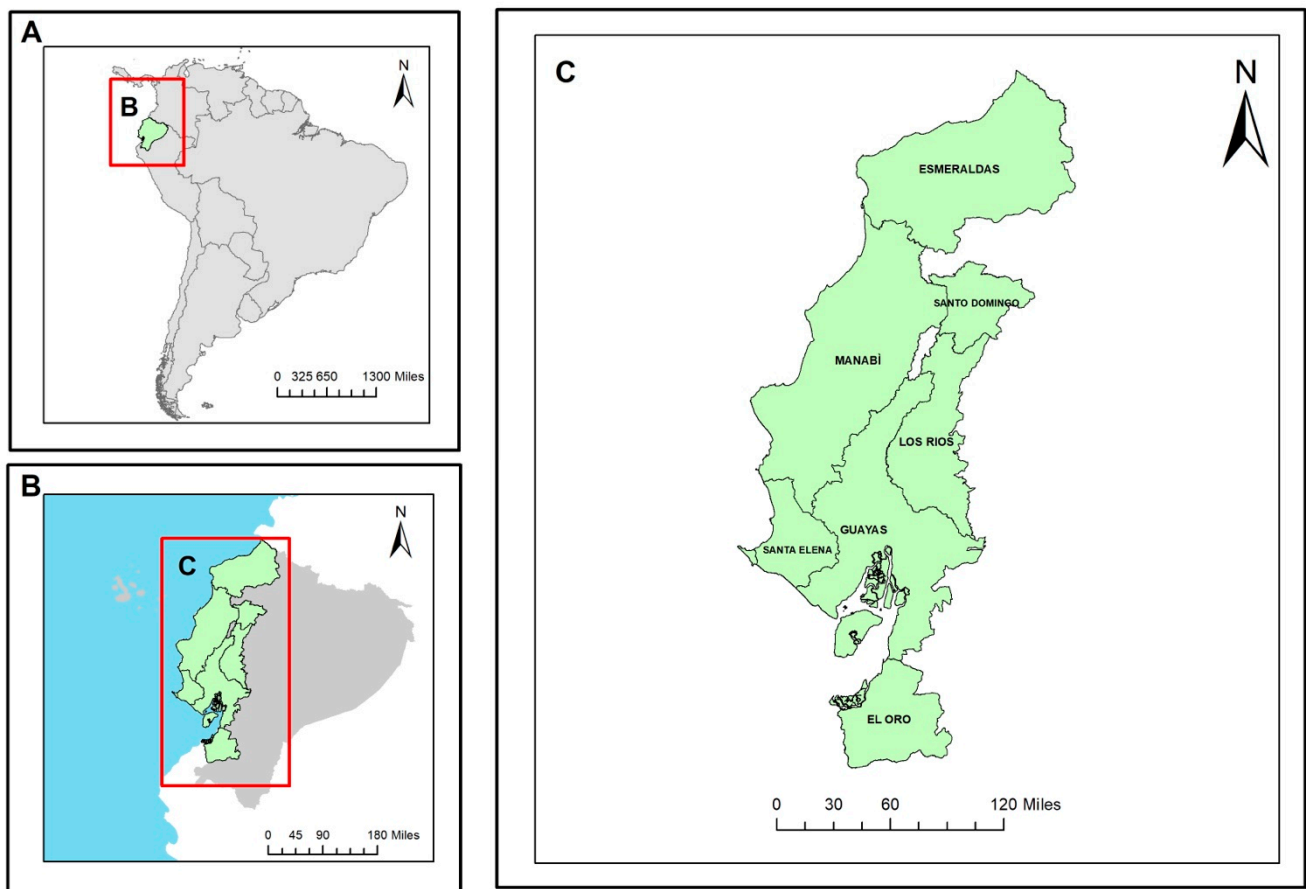 A
N
B
0 325 650 1300 Miles
B
N
C
0 45 90 180 Miles
C
N
ESMERALDAS
SANTO DOMINGO
MANABÌ
LOS RIOS
GUAYAS
SANTA ELENA
EL ORO
0 30 60 120 Miles